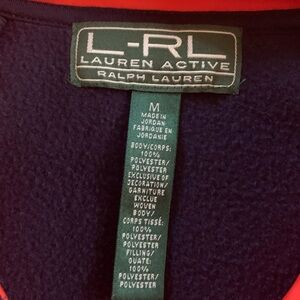 L-RL
LAUREN ACTIVE
RALPH LAUREN
M
MADE IN
JORDAN
FABRIQUE EN
JORDANIE
BODY/CORPS:
100%
POLYESTER/
POLYESTER
EXCLUSIVE OF
DECORATION/
GARNITURE
EXCLUE
WOVEN
BODY/
CORPS TISSÉ:
100%
POLYESTER/
POLYESTER
FILLING/
OUATE:
100%
POLYESTER/
POLYESTER